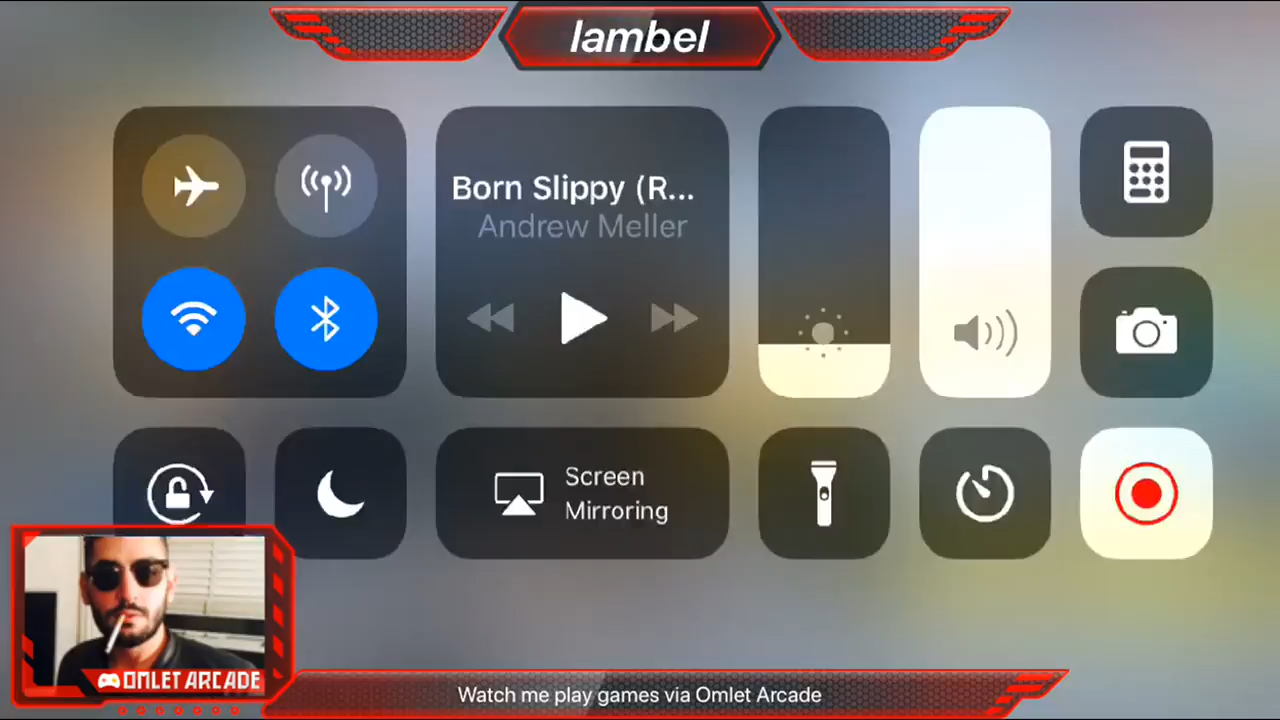 lambel
Born Slippy (R...
Andrew Meller
Screen
Mirroring
OMLET ARCADE
Watch me play games via Omlet Arcade